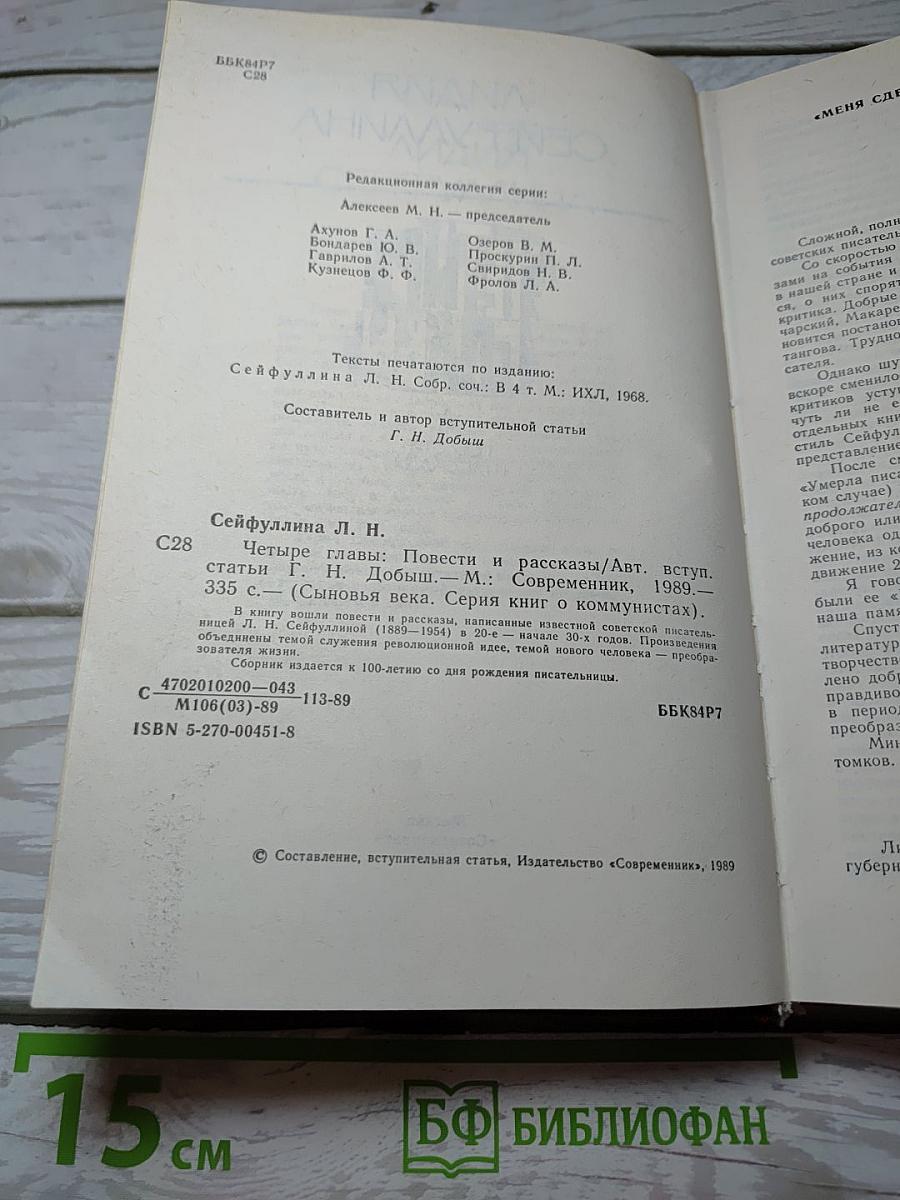 ББК84Р7
С28
Редакционная коллегия серии:
Алексеев М. Н. — председатель
Ахунов Г. А.
Бондарев Ю. В.
Гаврилов А. Т.
Кузнецов Ф. Ф.
Озеров В. М.
Проскурин П. Л.
Свиридов Н. В.
Фролов Л. А.
Тексты печатаются по изданию:
Сейфуллина Л. Н. Собр. соч.: В 4 т. М.: ИХЛ, 1968.
Составитель и автор вступительной статьи
Г. Н. Добыш
Сейфуллина Л. Н.
С28 Четыре главы: Повести и рассказы/Авт. вступ.
статьи Г. Н. Добыш.— М.: Современник, 1989.—
335 с.— (Сыновья века. Серия книг о коммунистах).
В книгу вошли повести и рассказы, написанные известной советской писатель-
ницей Л. Н. Сейфуллиной (1889—1954) в 20-е — начале 30-х годов. Произведения
объединены темой служения революционной идее, темой нового человека — преобра-
зователя жизни.
Сборник издается к 100-летию со дня рождения писательницы.
С 4702010200—043
М106(03)-89 113-89
ББК84Р7
ISBN 5-270-00451-8
© Составление, вступительная статья, Издательство «Современник», 1989
«МЕНЯ СДЕ
Сложной, полн
советских писатель
Со скоростью
зами на события
в нашей стране и
ся, о них спорят
критика. Добрые
чарский, Макаре
новится постанов
тангова. Трудно
сателя.
Однако шу
вскоре сменило
критиков усту
чуть ли не е
отдельных кни
стиль Сейфул
представление
После см
«Умерла писа
ком случае)
продолжател
доброго или
человека од
жение, из ко
движение 2
Я гово
были ее «
наша памя
Спуст
литератур
творчество
лено добр
правдиво
в период
преобраз
Мин
томков.
Ли
губерн
15 см
БФ БИБЛИОФАН